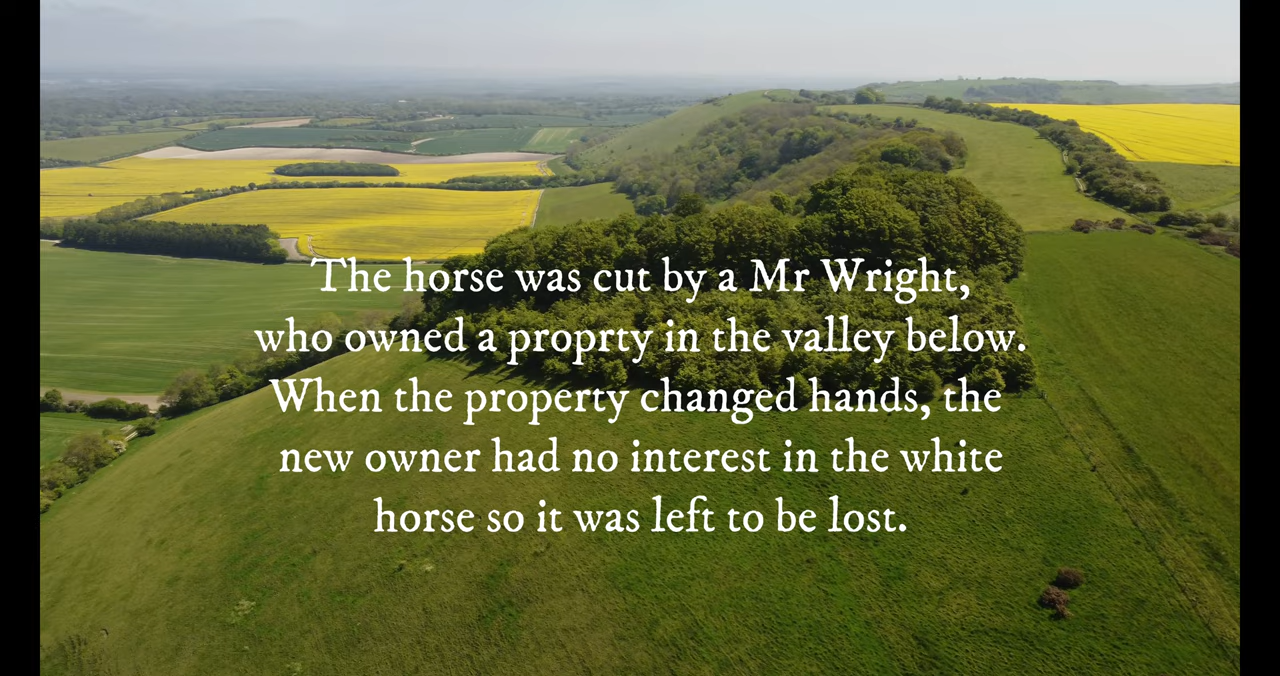 The horse was cut by a Mr Wright,
who owned a proprty in the valley below.
When the property changed hands, the
new owner had no interest in the white
horse so it was left to be lost.